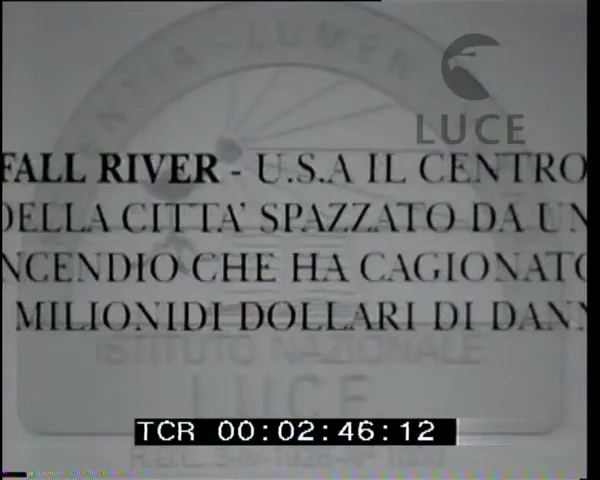 LUCE
FALL RIVER - U.S.A IL CENTRO
DELLA CITTA' SPAZZATO DA UN
NCENDIO CHE HA CAGIONATO
MILIONIDI DOLLARI DI DANN
ISTITUTO NAZIONALE
LUCE
TCR 00:02:46:12